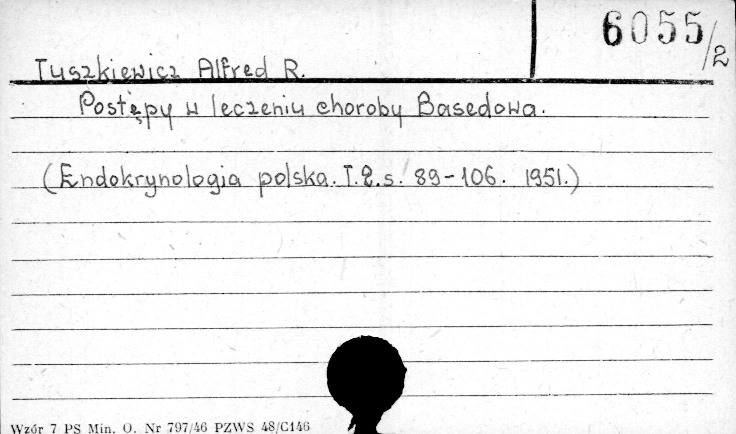 6055/2
Tuszkiewicz Alfred R.
Postępy w leczeniu choroby Basedowa.
(Endokrynologia polska. T.2.s. 89-106. 1951.)
Wzór 7 PS Min. O. Nr 797/46 PZWS 48/C146